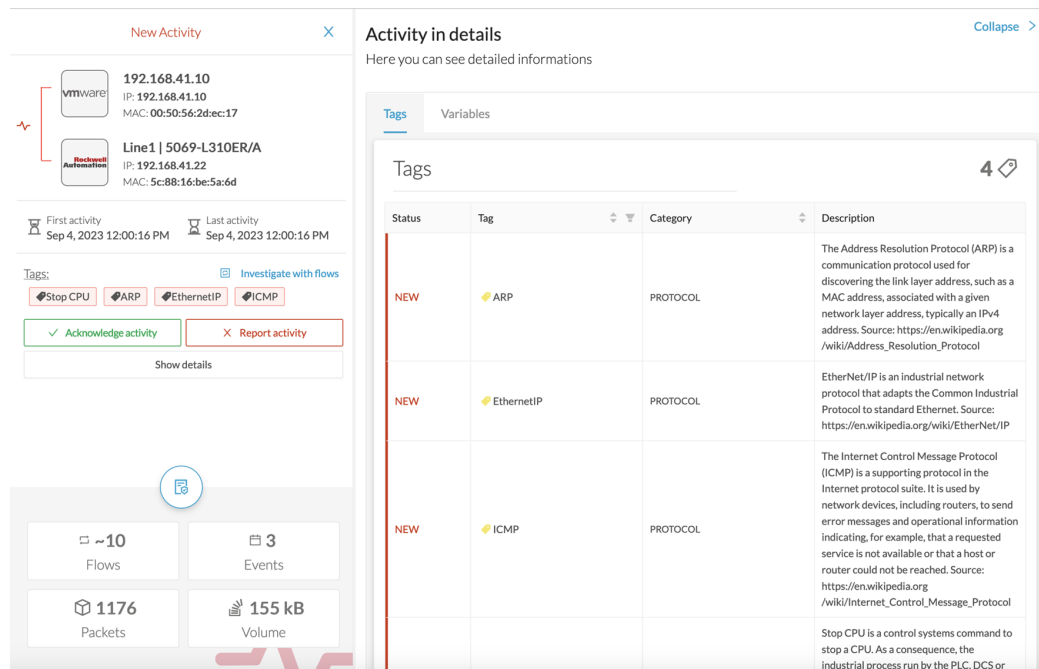 New Activity
vmware
192.168.41.10
IP: 192.168.41.10
MAC: 00:50:56:2d:ec:17
Rockwell
Automation
Line1 | 5069-L310ER/A
IP: 192.168.41.22
MAC: 5c:88:16:be:5a:6d
First activity
Sep 4, 2023 12:00:16 PM
Last activity
Sep 4, 2023 12:00:16 PM
Tags:
Investigate with flows
Stop CPU
ARP
EthernetIP
ICMP
Acknowledge activity
Report activity
Show details
~10
Flows
3
Events
1176
Packets
155 kB
Volume
Activity in details
Collapse
Here you can see detailed informations
Tags
Variables
Tags
4
Status
Tag
Category
Description
NEW
ARP
PROTOCOL
The Address Resolution Protocol (ARP) is a
communication protocol used for
discovering the link layer address, such as a
MAC address, associated with a given
network layer address, typically an IPv4
address. Source: https://en.wikipedia.org
/wiki/Address_Resolution_Protocol
NEW
EthernetIP
PROTOCOL
EtherNet/IP is an industrial network
protocol that adapts the Common Industrial
Protocol to standard Ethernet. Source:
https://en.wikipedia.org/wiki/EtherNet/IP
NEW
ICMP
PROTOCOL
The Internet Control Message Protocol
(ICMP) is a supporting protocol in the
Internet protocol suite. It is used by
network devices, including routers, to send
error messages and operational information
indicating, for example, that a requested
service is not available or that a host or
router could not be reached. Source:
https://en.wikipedia.org
/wiki/Internet_Control_Message_Protocol
Stop CPU is a control systems command to
stop a CPU. As a consequence, the
industrial process run by the PLC, DCS or